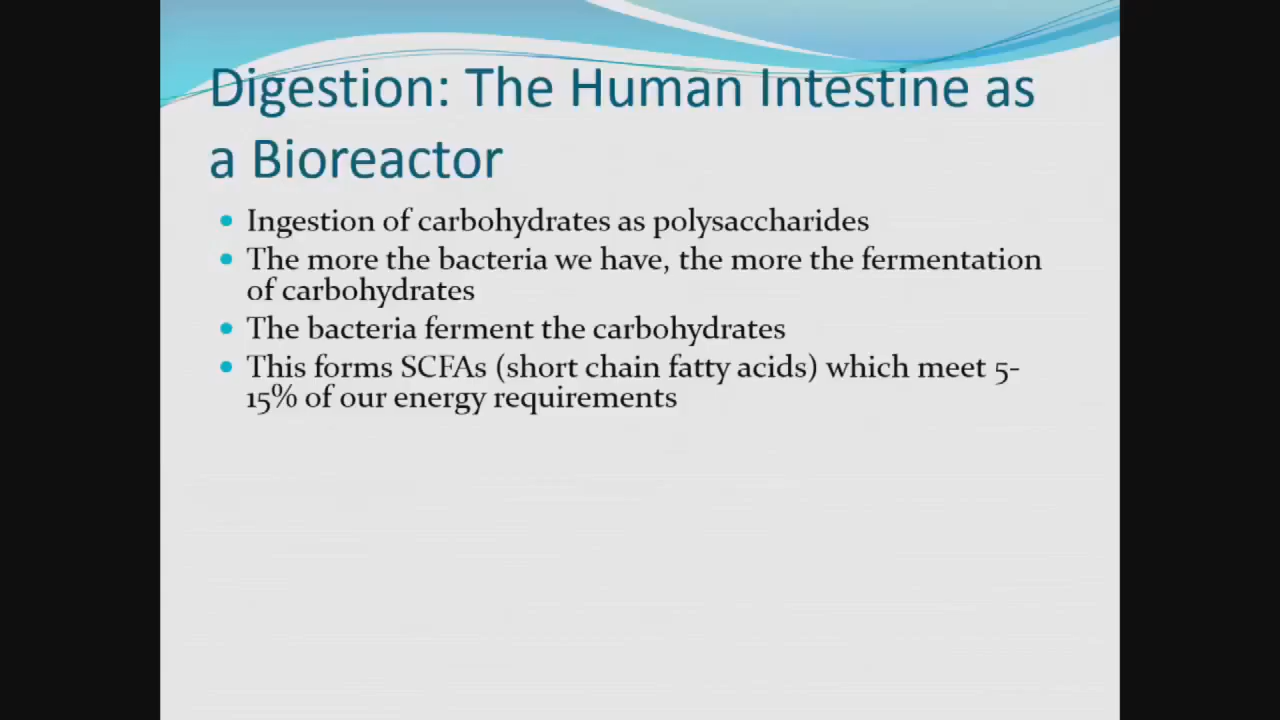 Digestion: The Human Intestine as
a Bioreactor
Ingestion of carbohydrates as polysaccharides
The more the bacteria we have, the more the fermentation
of carbohydrates
The bacteria ferment the carbohydrates
This forms SCFAs (short chain fatty acids) which meet 5-
15% of our energy requirements